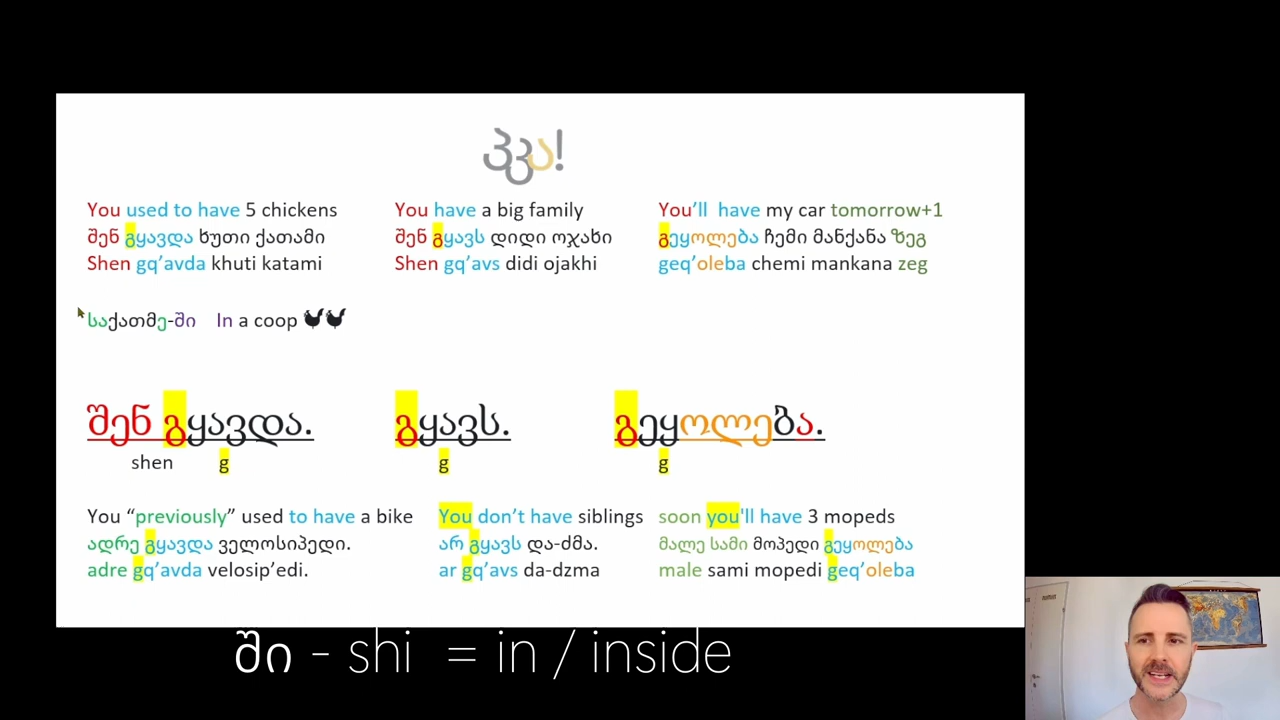 ჰგა!
You used to have 5 chickens
შენ გყავდა ხუთი ქათამი
Shen gq’avda khuti katami
You have a big family
შენ გყავს დიდი ოჯახი
Shen gq’avs didi ojakhi
You’ll have my car tomorrow+1
გეყოლება ჩემი მანქანა ზეგ
geq’oleba chemi mankana zeg
საქათმე-ში In a coop
შენ გყავდა. გყავს. გეყოლება.
shen g g g
You “previously” used to have a bike
ადრე გყავდა ველოსიპედი.
adre gq’avda velosip’edi.
You don’t have siblings
არ გყავს და-ძმა.
ar gq’avs da-dzma
soon you'll have 3 mopeds
მალე სამი მოპედი გეყოლება
male sami mopedi geq’oleba
ში - shi = in / inside